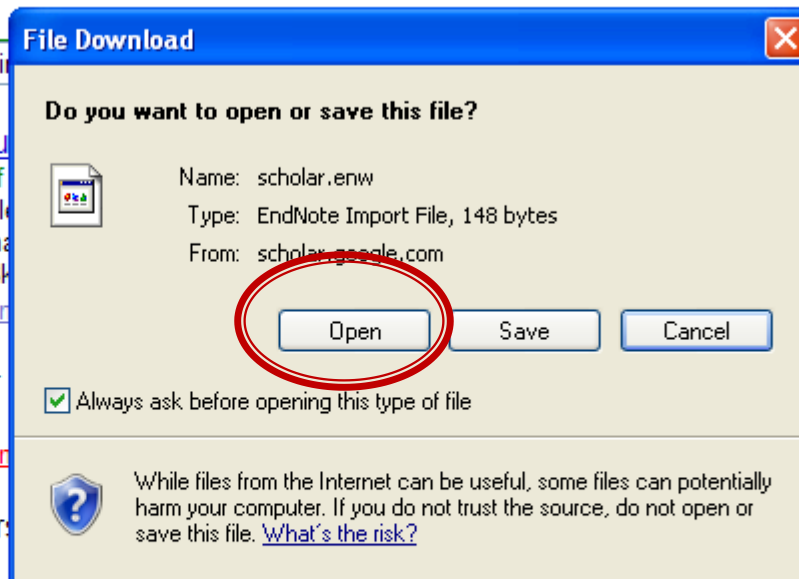 File Download
Do you want to open or save this file?
Name: scholar.enw
Type: EndNote Import File, 148 bytes
From: scholar.google.com
Open Save Cancel
Always ask before opening this type of file
While files from the Internet can be useful, some files can potentially
harm your computer. If you do not trust the source, do not open or
save this file. What's the risk?